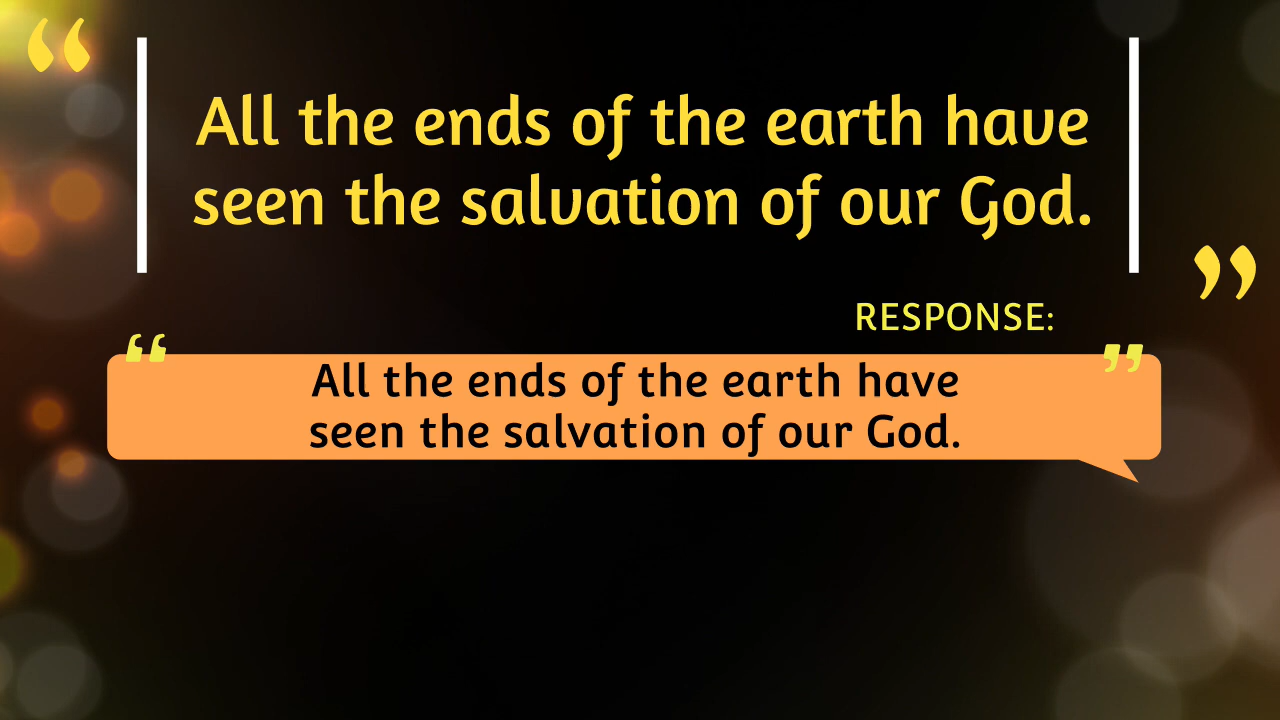 All the ends of the earth have
seen the salvation of our God.
RESPONSE:
All the ends of the earth have
seen the salvation of our God.